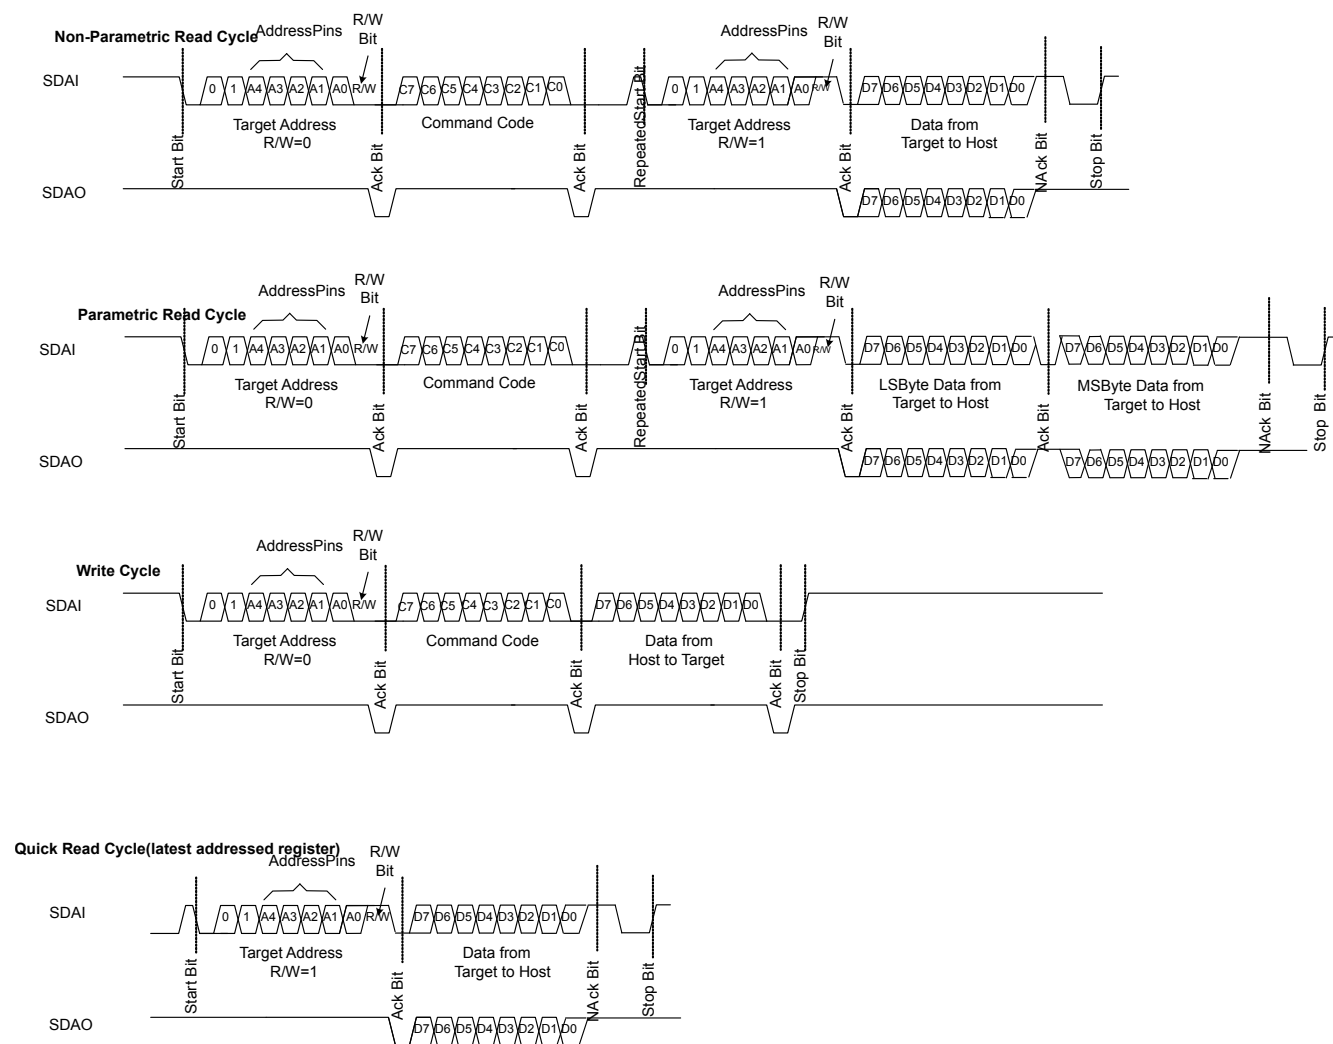 Non-Parametric Read Cycle
AddressPins
R/W
Bit
AddressPins
R/W
Bit
SDAI
0 1 A4 A3 A2 A1 A0 R/W C7 C6 C5 C4 C3 C2 C1 C0 0 1 A4 A3 A2 A1 A0 R/W D7 D6 D5 D4 D3 D2 D1 D0
Target Address
R/W=0
Command Code
Target Address
R/W=1
Data from
Target to Host
Start Bit
Ack Bit
Ack Bit
RepeatedStart Bit
Ack Bit
NAck Bit
Stop Bit
SDAO
D7 D6 D5 D4 D3 D2 D1 D0
Parametric Read Cycle
AddressPins
R/W
Bit
AddressPins
R/W
Bit
SDAI
0 1 A4 A3 A2 A1 A0 R/W C7 C6 C5 C4 C3 C2 C1 C0 0 1 A4 A3 A2 A1 A0 R/W D7 D6 D5 D4 D3 D2 D1 D0 D7 D6 D5 D4 D3 D2 D1 D0
Target Address
R/W=0
Command Code
Target Address
R/W=1
LSByte Data from
Target to Host
MSByte Data from
Target to Host
Start Bit
Ack Bit
Ack Bit
RepeatedStart Bit
Ack Bit
Ack Bit
NAck Bit
Stop Bit
SDAO
D7 D6 D5 D4 D3 D2 D1 D0 D7 D6 D5 D4 D3 D2 D1 D0
Write Cycle
AddressPins
R/W
Bit
SDAI
0 1 A4 A3 A2 A1 A0 R/W C7 C6 C5 C4 C3 C2 C1 C0 D7 D6 D5 D4 D3 D2 D1 D0
Target Address
R/W=0
Command Code
Data from
Host to Target
Start Bit
Ack Bit
Ack Bit
Ack Bit
Stop Bit
SDAO
Quick Read Cycle(latest addressed register)
AddressPins
R/W
Bit
SDAI
0 1 A4 A3 A2 A1 A0 R/W D7 D6 D5 D4 D3 D2 D1 D0
Target Address
R/W=1
Data from
Target to Host
Start Bit
Ack Bit
NAck Bit
Stop Bit
SDAO
D7 D6 D5 D4 D3 D2 D1 D0